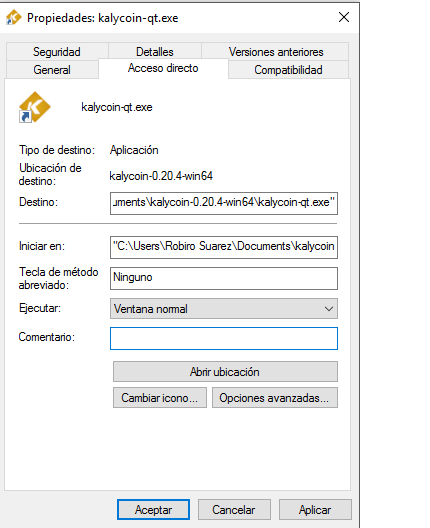 Propiedades: kalycoin-qt.exe
Seguridad Detalles Versiones anteriores
General Acceso directo Compatibilidad
kalycoin-qt.exe
Tipo de destino: Aplicación
Ubicación de destino: kalycoin-0.20.4-win64
Destino: uments\kalycoin-0.20.4-win64\kalycoin-qt.exe"
Iniciar en: "C:\Users\Robiro Suarez\Documents\kalycoin
Tecla de método abreviado: Ninguno
Ejecutar: Ventana normal
Comentario:
Abrir ubicación
Cambiar icono... Opciones avanzadas...
Aceptar Cancelar Aplicar